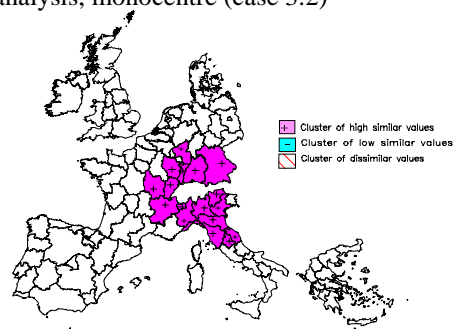 analysis, monocentre (case 3.2)
+ Cluster of high similar values
- Cluster of low similar values
Cluster of dissimilar values